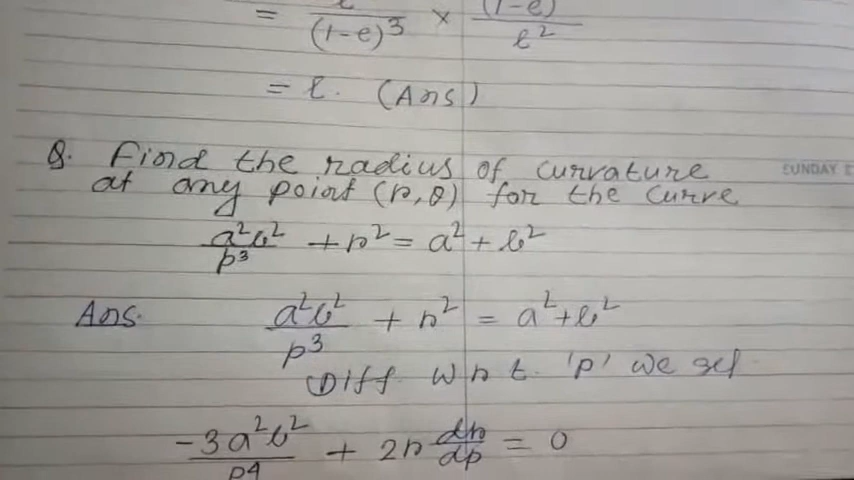 = / (1-e)³ × (1-e) / l²
= l. (Ans)
Q. Find the radius of curvature
SUNDAY
at any point (r, θ) for the curve
a²b² / p³ + r² = a² + b²
Ans. a²b² / p³ + r² = a² + b²
Diff w r t. 'p' we get
-3a²b² / p⁴ + 2r dr/dp = 0